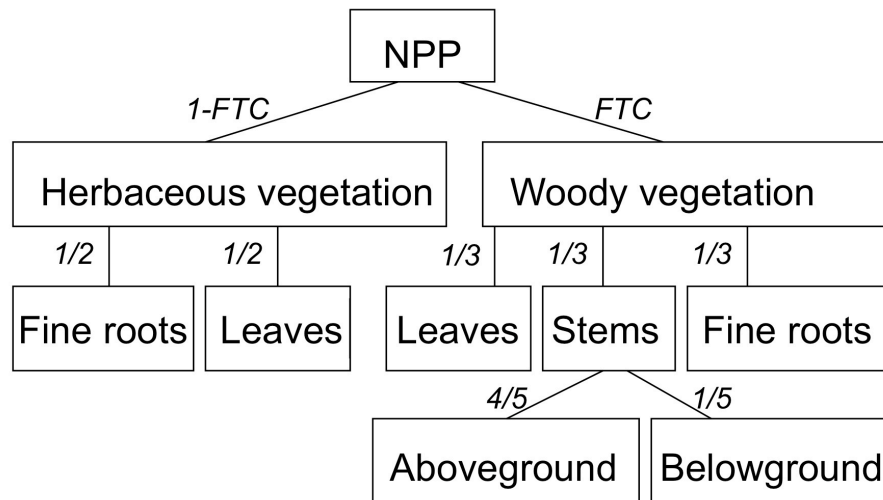 NPP
1-FTC FTC
Herbaceous vegetation Woody vegetation
1/2 1/2 1/3 1/3 1/3
Fine roots Leaves Leaves Stems Fine roots
4/5 1/5
Aboveground Belowground